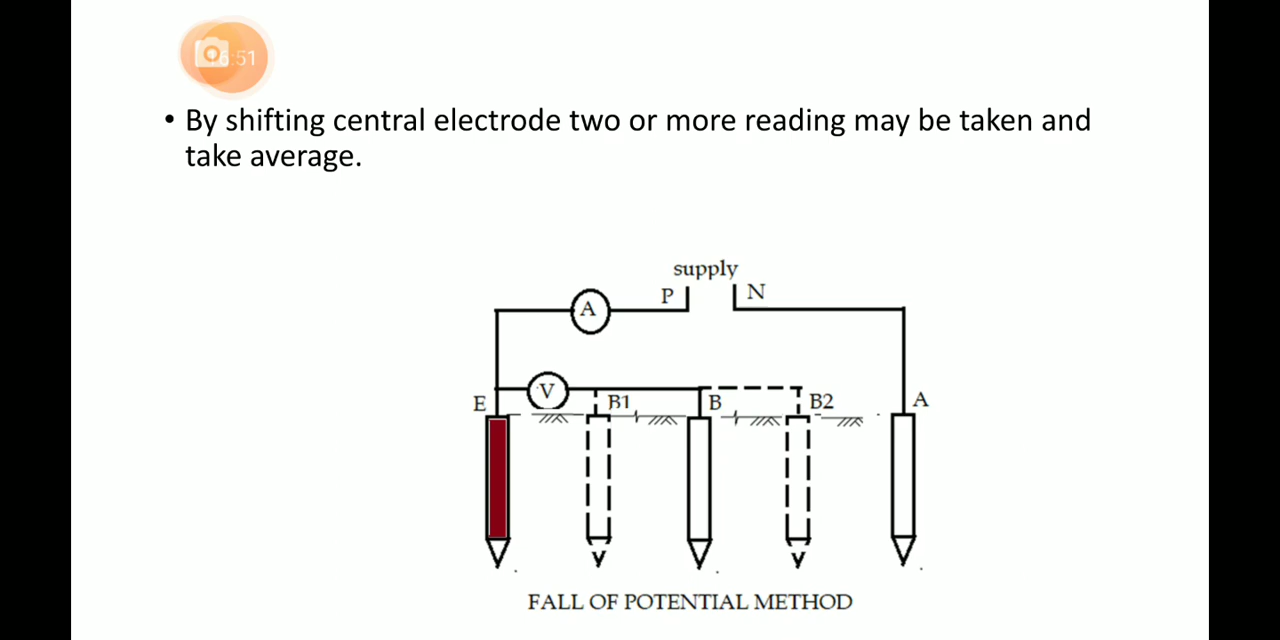 :51
• By shifting central electrode two or more reading may be taken and
take average.
supply
P
N
A
V
E
B1
B
B2
A
FALL OF POTENTIAL METHOD